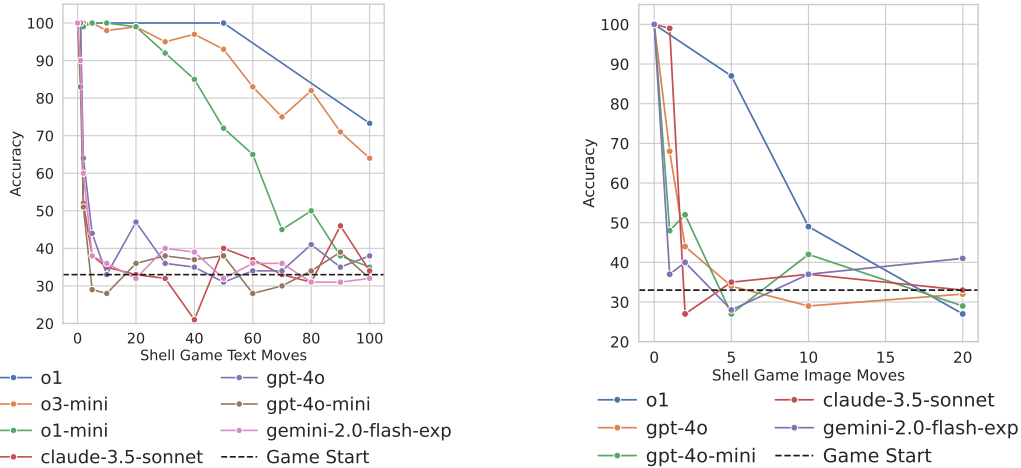 100
90
80
70
60
50
40
30
20
Accuracy
0 20 40 60 80 100
Shell Game Text Moves
o1
o3-mini
o1-mini
claude-3.5-sonnet
gpt-4o
gpt-4o-mini
gemini-2.0-flash-exp
Game Start
100
90
80
70
60
50
40
30
20
Accuracy
0 5 10 15 20
Shell Game Image Moves
o1
gpt-4o
gpt-4o-mini
claude-3.5-sonnet
gemini-2.0-flash-exp
Game Start